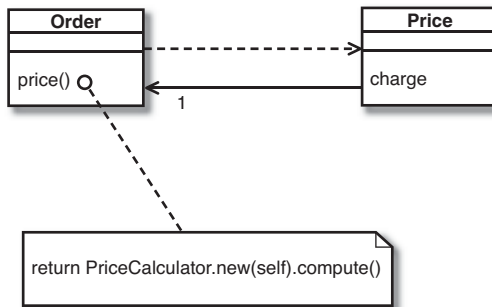 Order
Price
price()
charge
1
return PriceCalculator.new(self).compute()